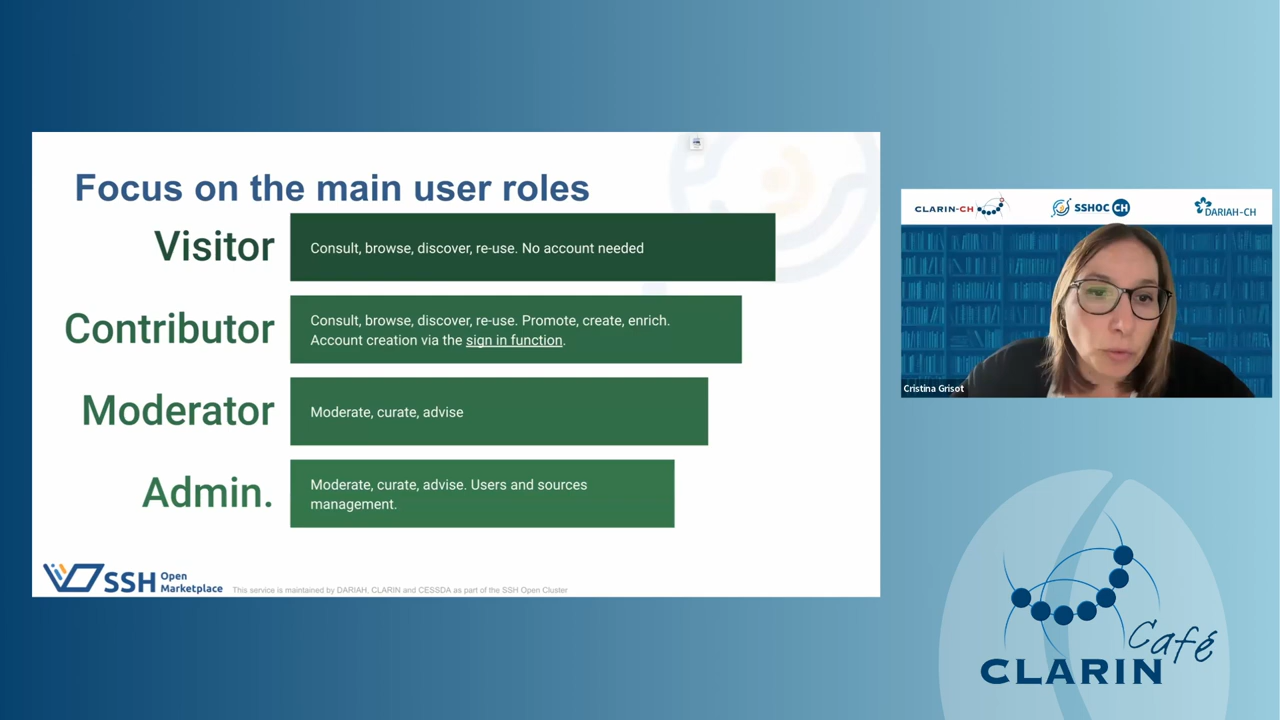 Focus on the main user roles
Visitor
Consult, browse, discover, re-use. No account needed
Contributor
Consult, browse, discover, re-use. Promote, create, enrich.
Account creation via the sign in function.
Moderator
Moderate, curate, advise
Admin.
Moderate, curate, advise. Users and sources
management.
SSH Open
Marketplace
This service is maintained by DARIAH, CLARIN and CESSDA as part of the SSH Open Cluster
CLARIN-CH
SSHOC CH
DARIAH-CH
Cristina Grisot
Café
CLARIN